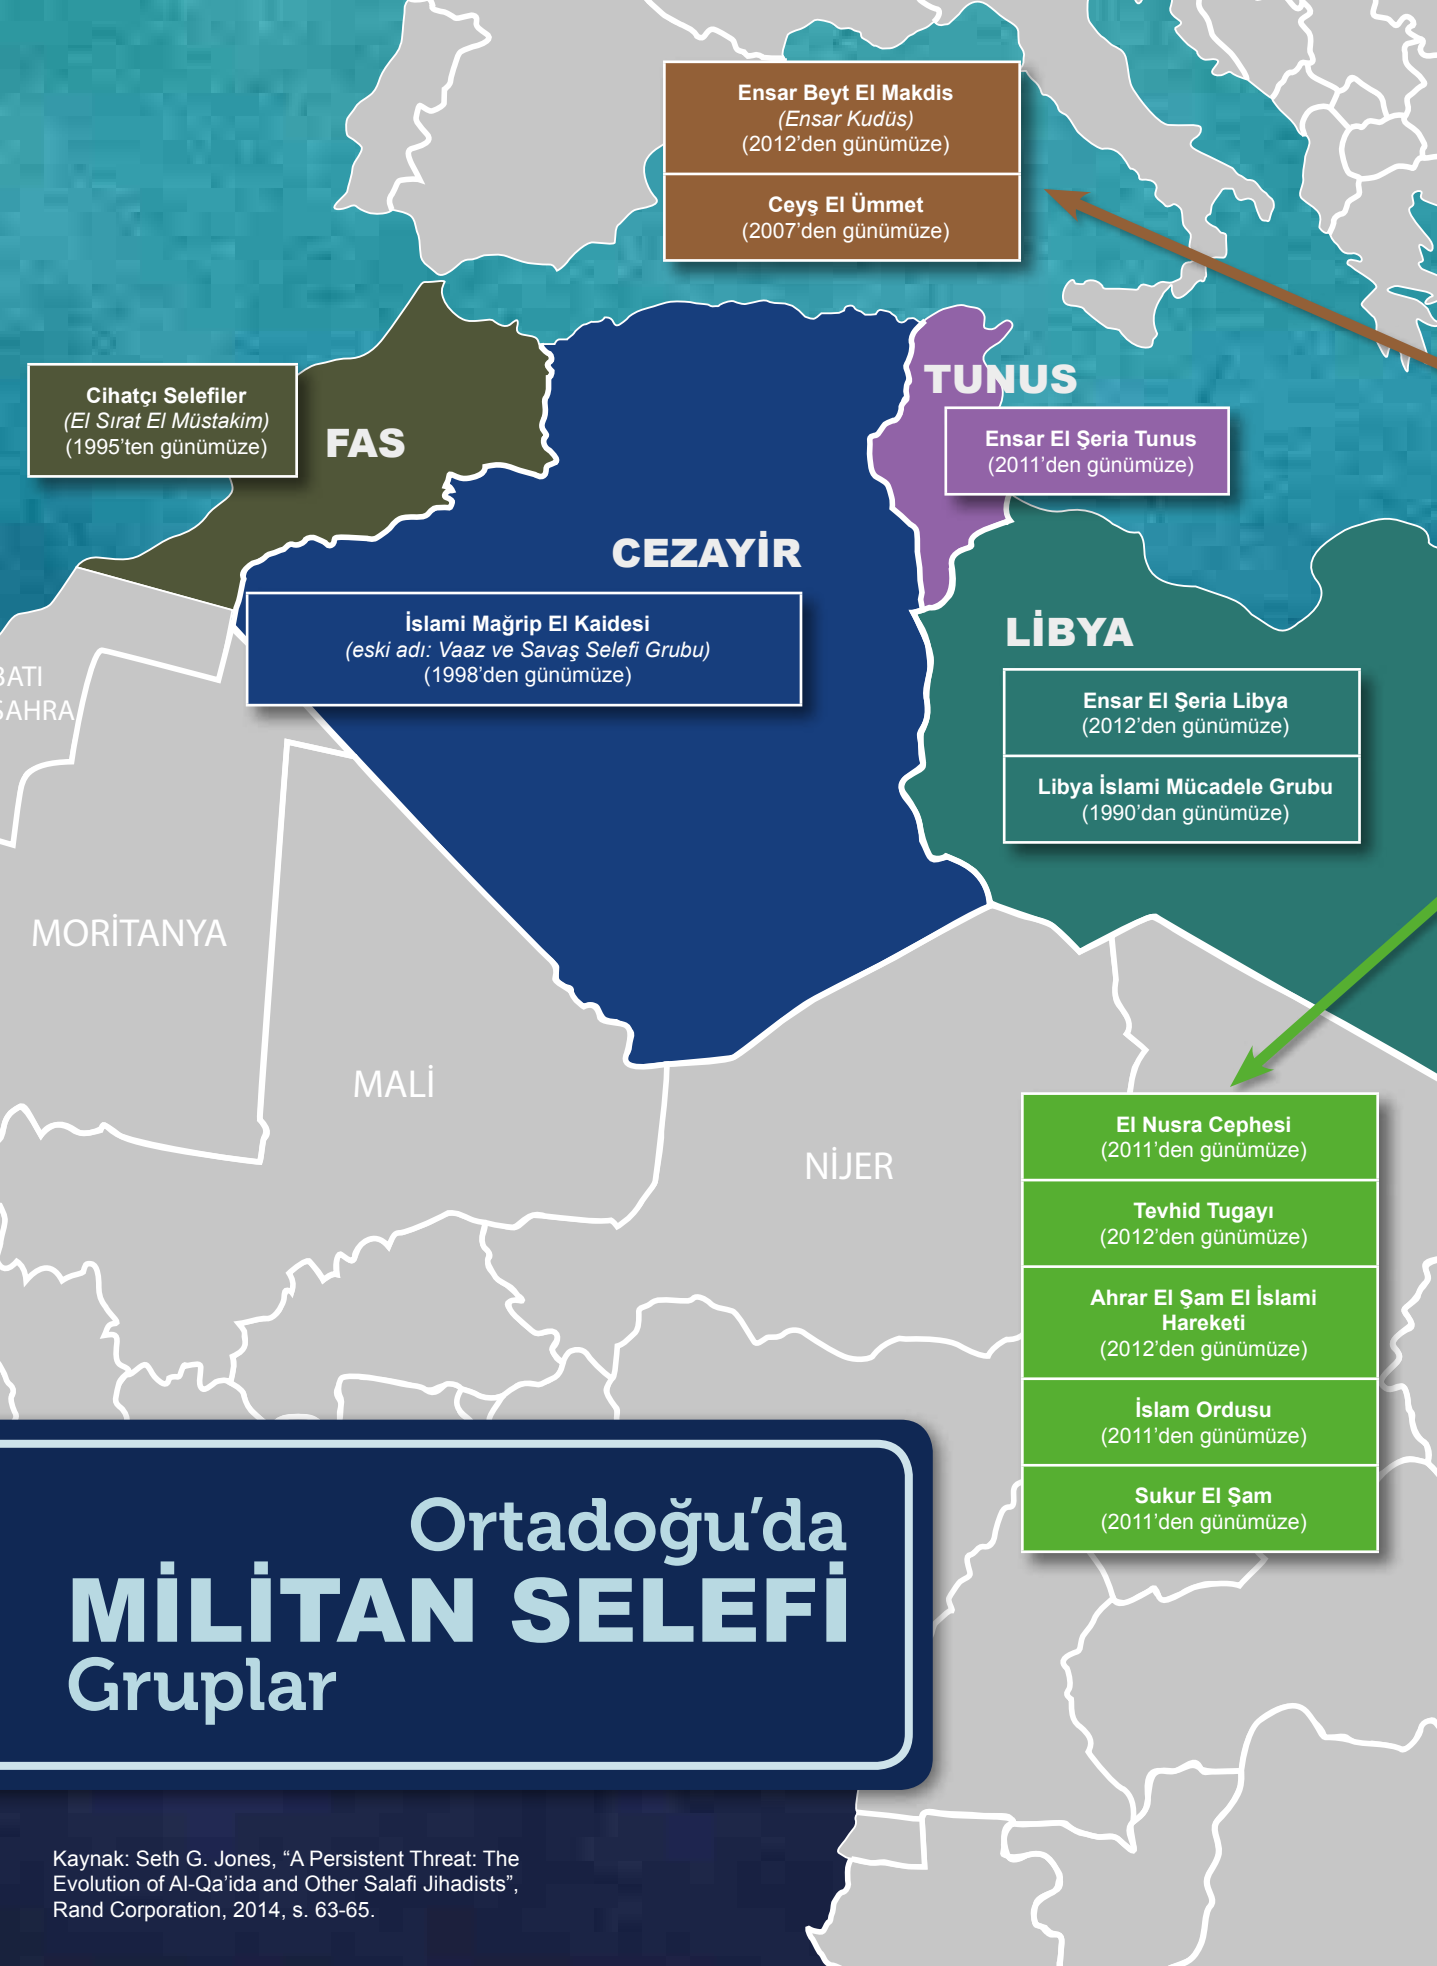 Ensar Beyt El Makdis
(Ensar Kudüs)
(2012’den günümüze)
Ceyş El Ümmet
(2007’den günümüze)
Cihatçı Selefiler
(El Sırat El Müstakim)
(1995’ten günümüze)
FAS
TUNUS
Ensar El Şeria Tunus
(2011’den günümüze)
CEZAYİR
İslami Mağrip El Kaidesi
(eski adı: Vaaz ve Savaş Selefi Grubu)
(1998’den günümüze)
LİBYA
Ensar El Şeria Libya
(2012’den günümüze)
Libya İslami Mücadele Grubu
(1990’dan günümüze)
BATI
SAHRA
MORİTANYA
MALİ
NİJER
El Nusra Cephesi
(2011’den günümüze)
Tevhid Tugayı
(2012’den günümüze)
Ahrar El Şam El İslami
Hareketi
(2012’den günümüze)
İslam Ordusu
(2011’den günümüze)
Sukur El Şam
(2011’den günümüze)
Ortadoğu’da
MİLİTAN SELEFİ
Gruplar
Kaynak: Seth G. Jones, “A Persistent Threat: The
Evolution of Al-Qa’ida and Other Salafi Jihadists”,
Rand Corporation, 2014, s. 63-65.